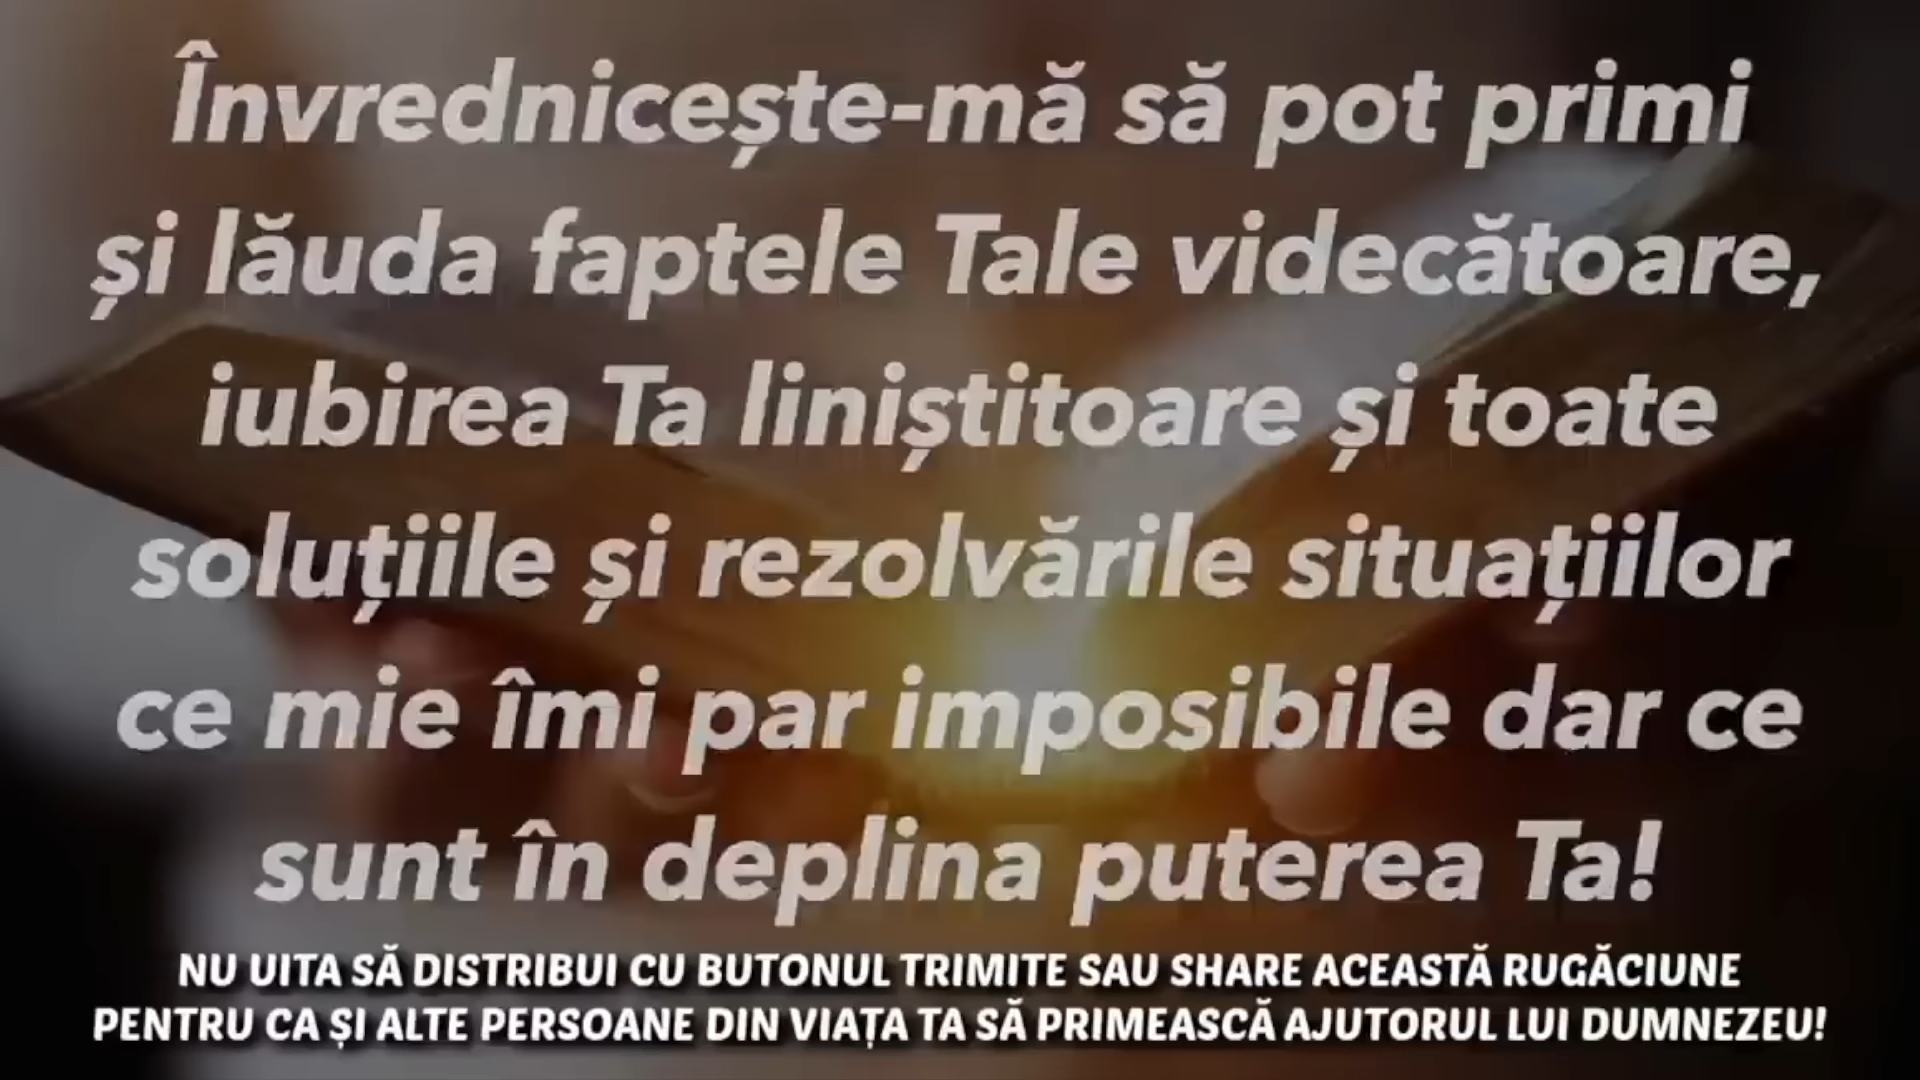 Învrednicește-mă să pot primi
și lăuda faptele Tale videcătoare,
iubirea Ta liniștitoare și toate
soluțiile și rezolvările situațiilor
ce mie îmi par imposibile dar ce
sunt în deplina puterea Ta!
NU UITA SĂ DISTRIBUI CU BUTONUL TRIMITE SAU SHARE ACEASTĂ RUGĂCIUNE
PENTRU CA ȘI ALTE PERSOANE DIN VIAȚA TA SĂ PRIMEASCĂ AJUTORUL LUI DUMNEZEU!